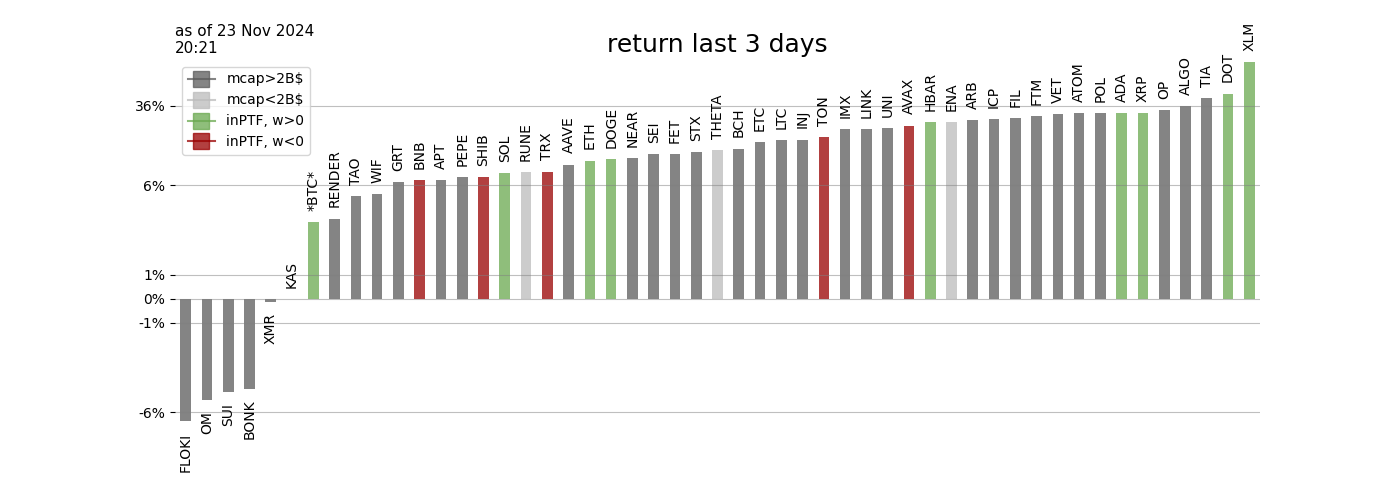 as of 23 Nov 2024
20:21
return last 3 days
mcap>2B$
mcap<2B$
inPTF, w>0
inPTF, w<0
36%
6%
1%
0%
-1%
-6%
FLOKI
OM
SUI
BONK
XMR
KAS
*BTC*
RENDER
TAO
WIF
GRT
BNB
APT
PEPE
SHIB
SOL
RUNE
TRX
AAVE
ETH
DOGE
NEAR
SEI
FET
STX
THETA
BCH
ETC
LTC
INJ
TON
IMX
LINK
UNI
AVAX
HBAR
ENA
ARB
ICP
FIL
FTM
VET
ATOM
POL
ADA
XRP
OP
ALGO
TIA
DOT
XLM